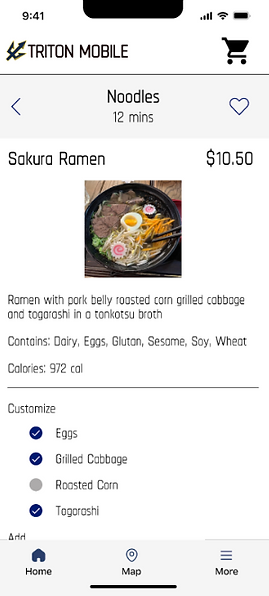 9:41
TRITON MOBILE
Noodles
12 mins
Sakura Ramen
$10.50
Ramen with pork belly roasted corn grilled cabbage
and togarashi in a tonkotsu broth
Contains: Dairy, Eggs, Glutan, Sesame, Soy, Wheat
Calories: 972 cal
Customize
Eggs
Grilled Cabbage
Roasted Corn
Togarashi
Add
Home
Map
More